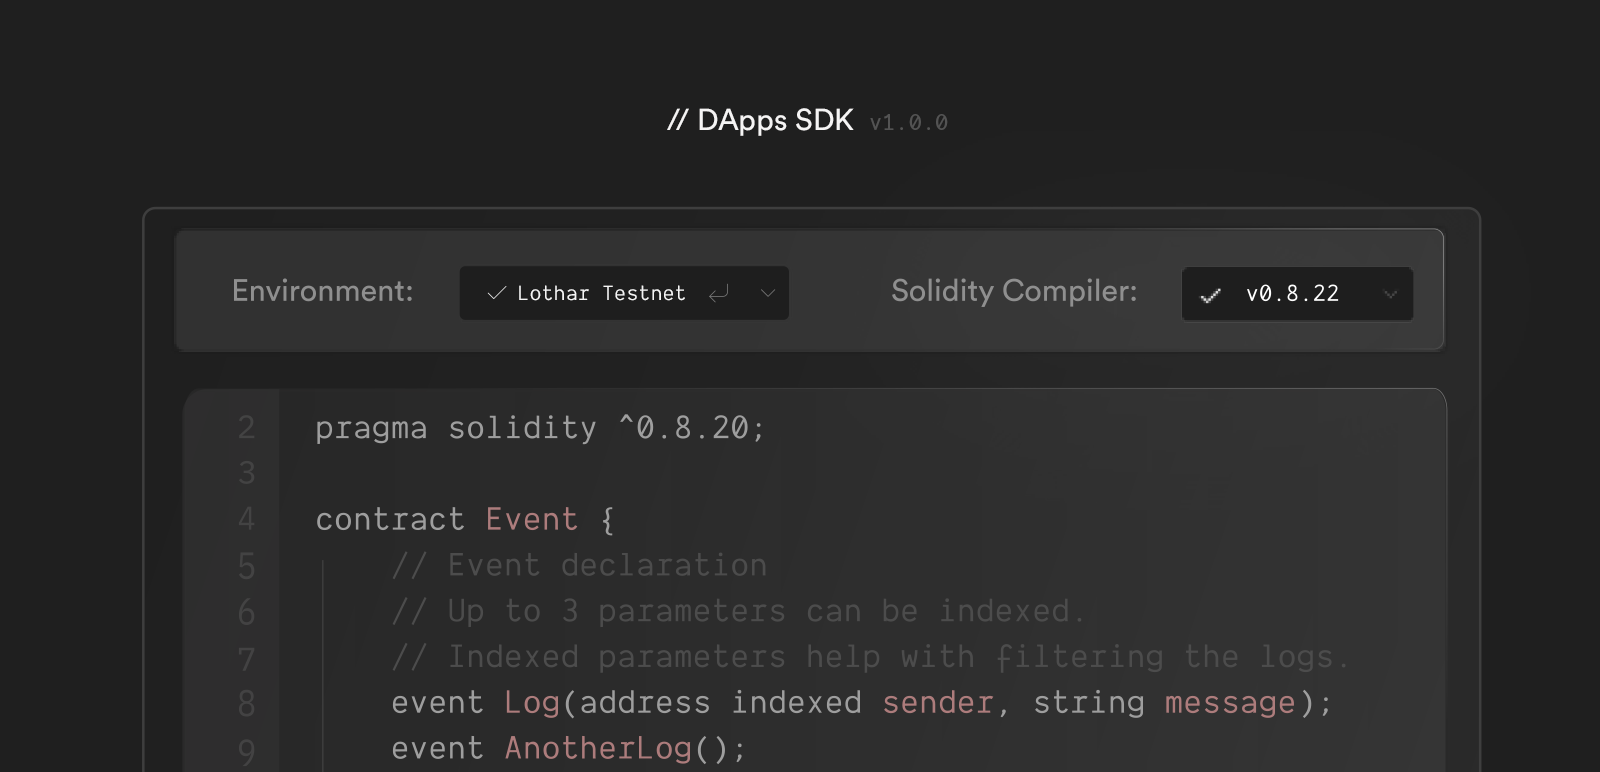 // DApps SDK v1.0.0
Environment: Lothar Testnet Solidity Compiler: v0.8.22
2 pragma solidity ^0.8.20;
3
4 contract Event {
5 // Event declaration
6 // Up to 3 parameters can be indexed.
7 // Indexed parameters help with filtering the logs.
8 event Log(address indexed sender, string message);
9 event AnotherLog();